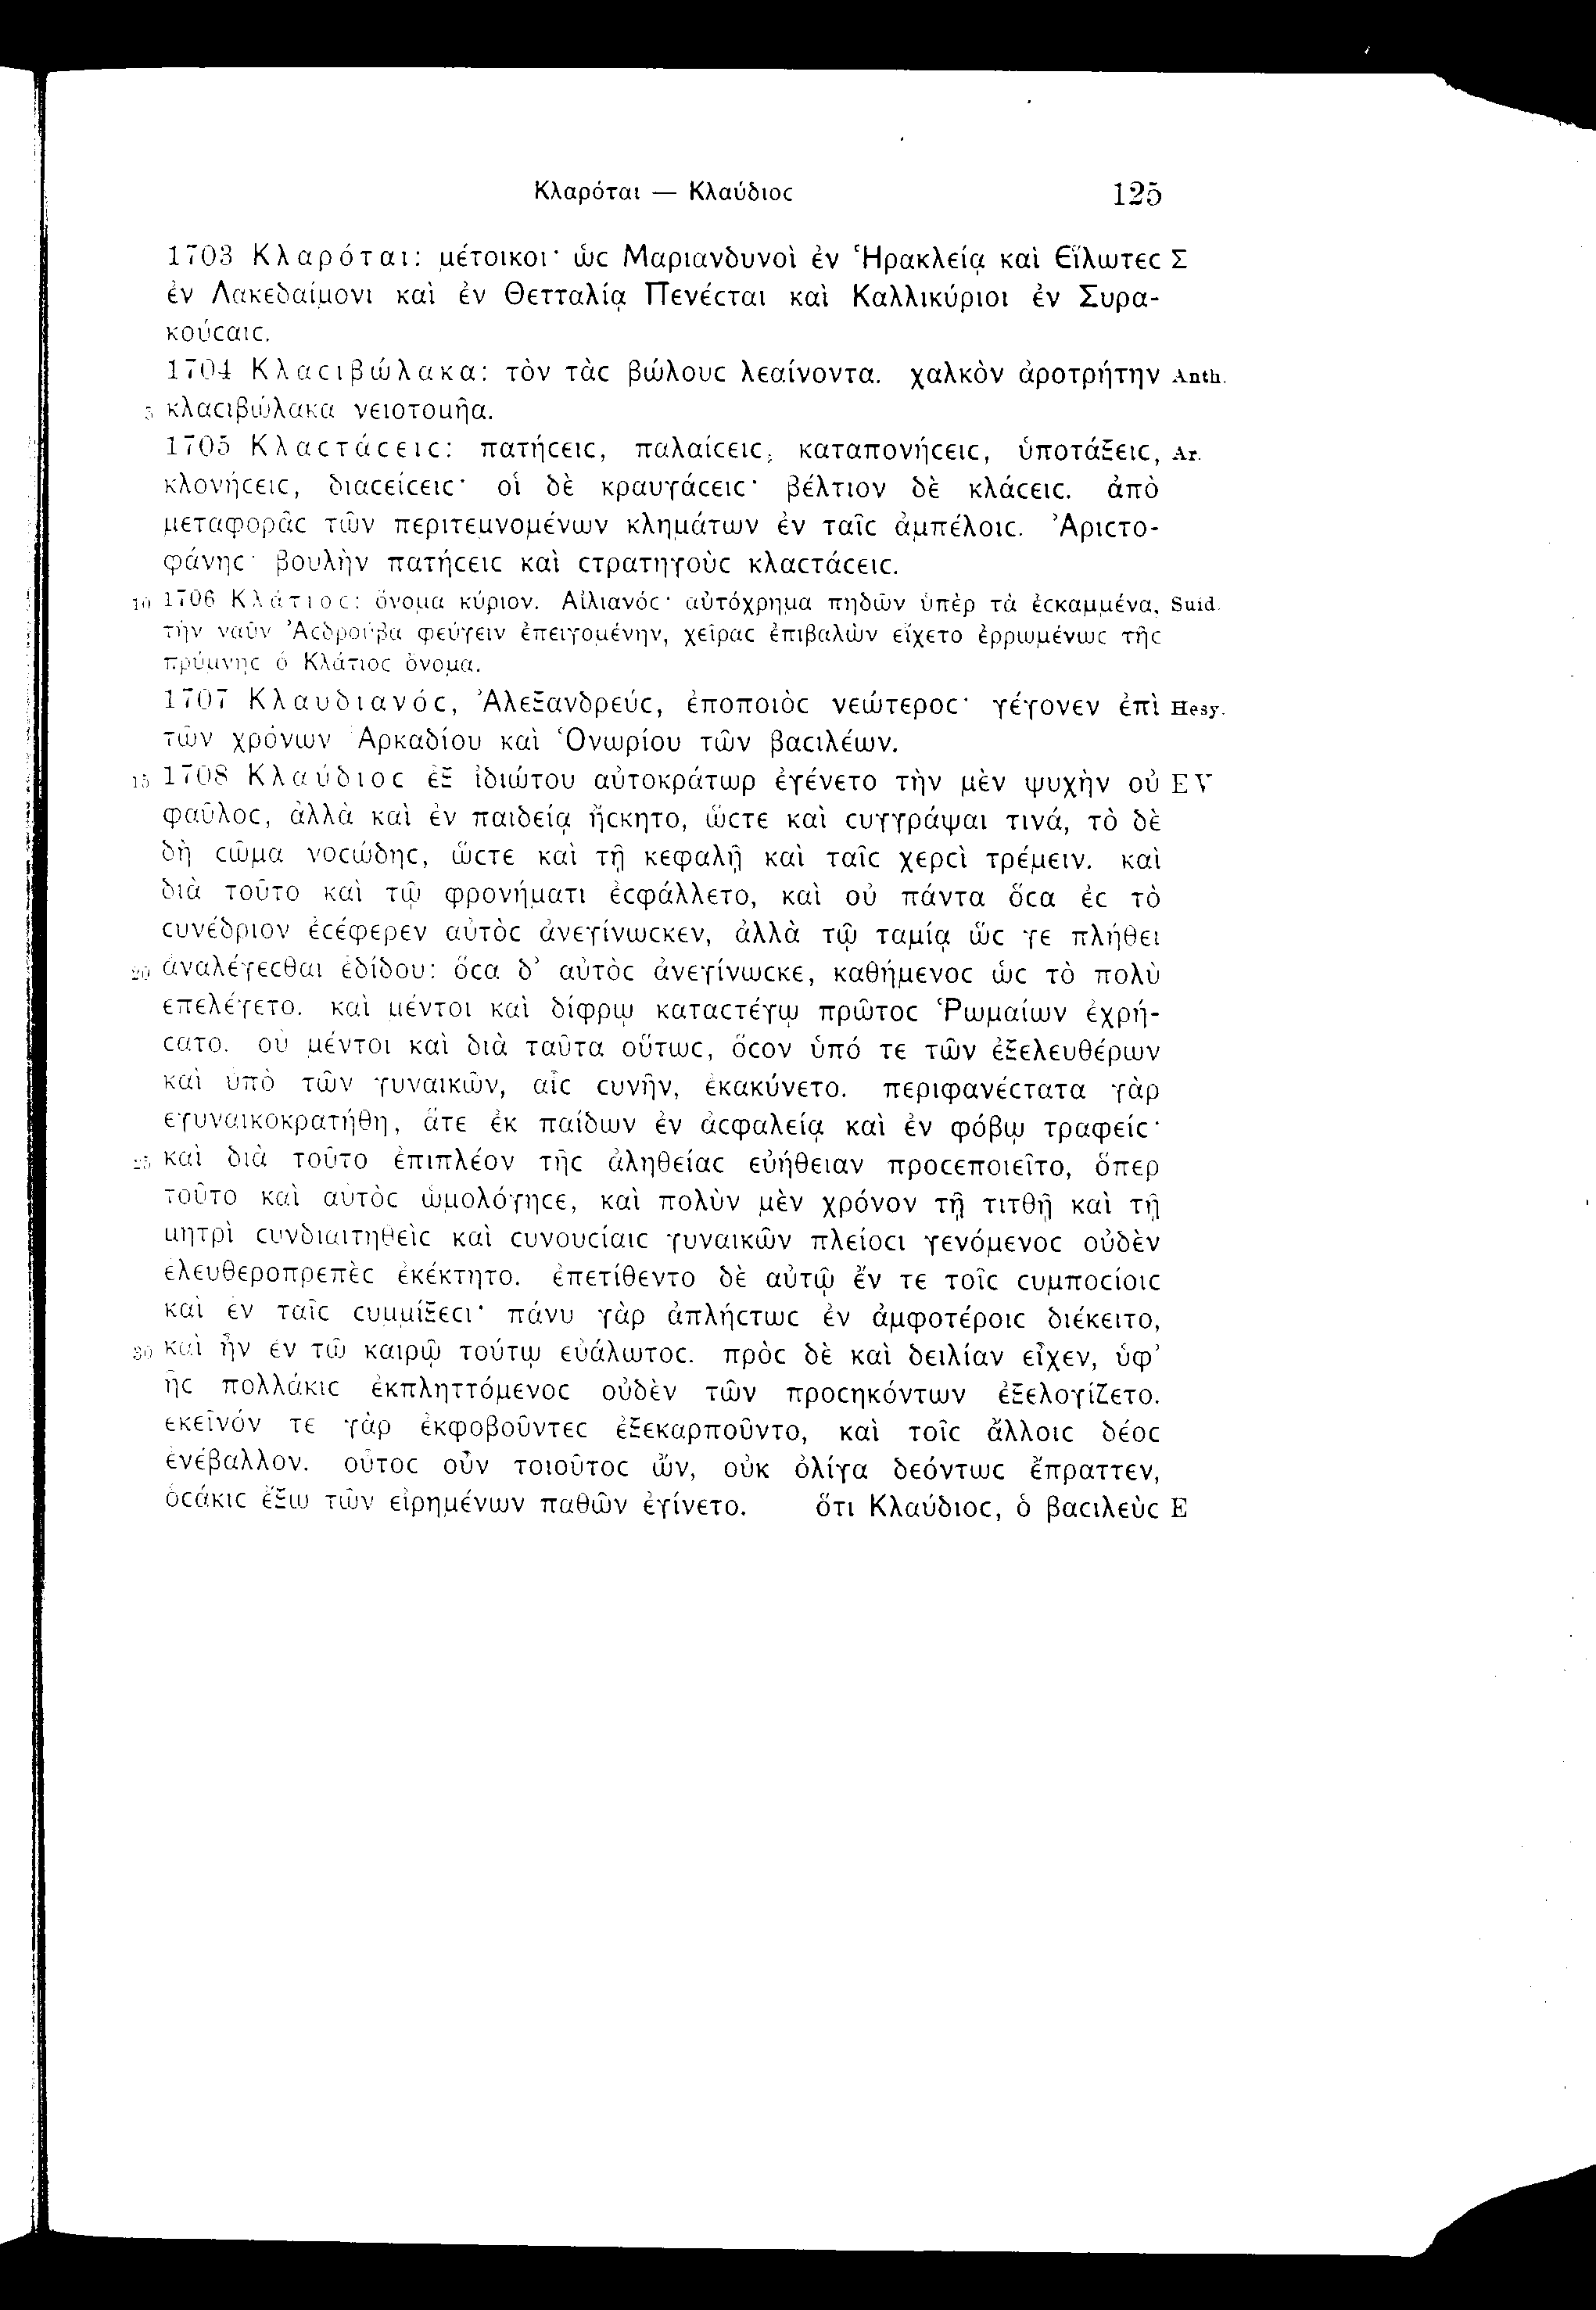 Κλαρόται — Κλαύδιοϲ 125
1703 Κλαρόται: μέτοικοι· ὡϲ Μαριανδυνοὶ ἐν Ἡρακλείᾳ καὶ Εἵλωτεϲ Σ
ἐν Λακεδαίμονι καὶ ἐν Θετταλίᾳ Πενέϲται καὶ Καλλικύριοι ἐν Συρα-
κούϲαιϲ.
1704 Κλαϲιβώλακα: τὸν τὰϲ βώλουϲ λεαίνοντα. χαλκὸν ἀροτρήτην Anth.
5 κλαϲιβώλακα νειοτομῆα.
1705 Κλαϲτάϲειϲ: πατήϲειϲ, παλαίϲειϲ, καταπονήϲειϲ, ὑποτάξειϲ, Ar.
κλονήϲειϲ, διαϲείϲειϲ· οἱ δὲ κραυγάϲειϲ· βέλτιον δὲ κλάϲειϲ. ἀπὸ
μεταφορᾶϲ τῶν περιτεμνομένων κλημάτων ἐν ταῖϲ ἀμπέλοιϲ. Ἀριϲτο-
φάνηϲ· βουλὴν πατήϲειϲ καὶ ϲτρατηγοὺϲ κλαϲτάϲειϲ.
10 1706 Κλάτιοϲ: ὄνομα κύριον. Αἰλιανόϲ· αὐτόχρημα πηδῶν ὑπὲρ τὰ ἐϲκαμμένα, Suid.
τὴν ναῦν Ἀϲδρούβα φεύγειν ἐπειγομένην, χεῖραϲ ἐπιβαλὼν εἴχετο ἐρρωμένωϲ τῆϲ
πρύμνηϲ ὁ Κλάτιοϲ ὄνομα.
1707 Κλαυδιανόϲ, Ἀλεξανδρεύϲ, ἐποποιὸϲ νεώτεροϲ· γέγονεν ἐπὶ Hesy.
τῶν χρόνων Ἀρκαδίου καὶ Ὁνωρίου τῶν βαϲιλέων.
15 1708 Κλαύδιοϲ ἐξ ἰδιώτου αὐτοκράτωρ ἐγένετο τὴν μὲν ψυχὴν οὐ EV
φαῦλοϲ, ἀλλὰ καὶ ἐν παιδείᾳ ἤϲκητο, ὥϲτε καὶ ϲυγγράψαι τινά, τὸ δὲ
δὴ ϲῶμα νοϲώδηϲ, ὥϲτε καὶ τῇ κεφαλῇ καὶ ταῖϲ χερϲὶ τρέμειν. καὶ
διὰ τοῦτο καὶ τῷ φρονήματι ἐϲφάλλετο, καὶ οὐ πάντα ὅϲα ἐϲ τὸ
ϲυνέδριον ἐϲέφερεν αὐτὸϲ ἀνεγίνωϲκεν, ἀλλὰ τῷ ταμίᾳ ὥϲ γε πλήθει
20 ἀναλέγεϲθαι ἐδίδου: ὅϲα δ’ αὐτὸϲ ἀνεγίνωϲκε, καθήμενοϲ ὡϲ τὸ πολὺ
ἐπελέγετο. καὶ μέντοι καὶ δίφρῳ καταϲτέγῳ πρῶτοϲ Ῥωμαίων ἐχρή-
ϲατο. οὐ μέντοι καὶ διὰ ταῦτα οὕτωϲ, ὅϲον ὑπό τε τῶν ἐξελευθέρων
καὶ ὑπὸ τῶν γυναικῶν, αἷϲ ϲυνῆν, ἐκακύνετο. περιφανέϲτατα γὰρ
ἐγυναικοκρατήθη, ἅτε ἐκ παίδων ἐν ἀϲφαλείᾳ καὶ ἐν φόβῳ τραφείϲ·
25 καὶ διὰ τοῦτο ἐπιπλέον τῆϲ ἀληθείαϲ εὐήθειαν προϲεποιεῖτο, ὅπερ
τοῦτο καὶ αὐτὸϲ ὡμολόγηϲε, καὶ πολὺν μὲν χρόνον τῇ τιτθῇ καὶ τῇ
μητρὶ ϲυνδιαιτηθεὶϲ καὶ ϲυνουϲίαιϲ γυναικῶν πλείοϲι γενόμενοϲ οὐδὲν
ἐλευθεροπρεπὲϲ ἐκέκτητο. ἐπετίθεντο δὲ αὐτῷ ἔν τε τοῖϲ ϲυμποϲίοιϲ
καὶ ἐν ταῖϲ ϲυμμίξεϲι· πάνυ γὰρ ἀπλήϲτωϲ ἐν ἀμφοτέροιϲ διέκειτο,
30 καὶ ἦν ἐν τῷ καιρῷ τούτῳ εὐάλωτοϲ. πρὸϲ δὲ καὶ δειλίαν εἶχεν, ὑφ’
ἧϲ πολλάκιϲ ἐκπληττόμενοϲ οὐδὲν τῶν προϲηκόντων ἐξελογίζετο.
ἐκεῖνόν τε γὰρ ἐκφοβοῦντεϲ ἐξεκαρποῦντο, καὶ τοῖϲ ἄλλοιϲ δέοϲ
ἐνέβαλλον. οὗτοϲ οὖν τοιοῦτοϲ ὤν, οὐκ ὀλίγα δεόντωϲ ἔπραττεν,
ὁϲάκιϲ ἔξω τῶν εἰρημένων παθῶν ἐγίνετο. ὅτι Κλαύδιοϲ, ὁ βαϲιλεὺϲ E